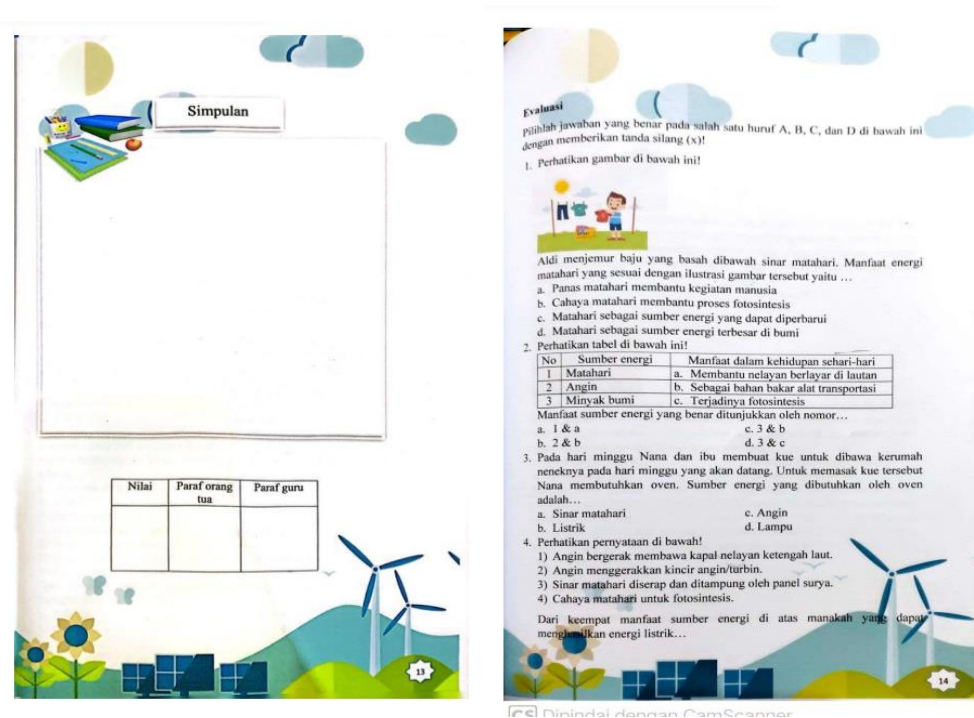 Simpulan
Nilai Paraf orang tua Paraf guru
13
Evaluasi
Pilihlah jawaban yang benar pada salah satu huruf A, B, C, dan D di bawah ini
dengan memberikan tanda silang (x)!
1. Perhatikan gambar di bawah ini!
Aldi menjemur baju yang basah dibawah sinar matahari. Manfaat energi
matahari yang sesuai dengan ilustrasi gambar tersebut yaitu …
a. Panas matahari membantu kegiatan manusia
b. Cahaya matahari membantu proses fotosintesis
c. Matahari sebagai sumber energi yang dapat diperbarui
d. Matahari sebagai sumber energi terbesar di bumi
2. Perhatikan tabel di bawah ini!
No Sumber energi Manfaat dalam kehidupan sehari-hari
1 Matahari a. Membantu nelayan berlayar di lautan
2 Angin b. Sebagai bahan bakar alat transportasi
3 Minyak bumi c. Terjadinya fotosintesis
Manfaat sumber energi yang benar ditunjukkan oleh nomor…
a. 1 & a c. 3 & b
b. 2 & b d. 3 & c
3. Pada hari minggu Nana dan ibu membuat kue untuk dibawa kerumah
neneknya pada hari minggu yang akan datang. Untuk memasak kue tersebut
Nana membutuhkan oven. Sumber energi yang dibutuhkan oleh oven
adalah…
a. Sinar matahari c. Angin
b. Listrik d. Lampu
4. Perhatikan pernyataan di bawah!
1) Angin bergerak membawa kapal nelayan ketengah laut.
2) Angin menggerakkan kincir angin/turbin.
3) Sinar matahari diserap dan ditampung oleh panel surya.
4) Cahaya matahari untuk fotosintesis.
Dari keempat manfaat sumber energi di atas manakah yang dapat
menghasilkan energi listrik…
14
CS Dipindai dengan CamScanner